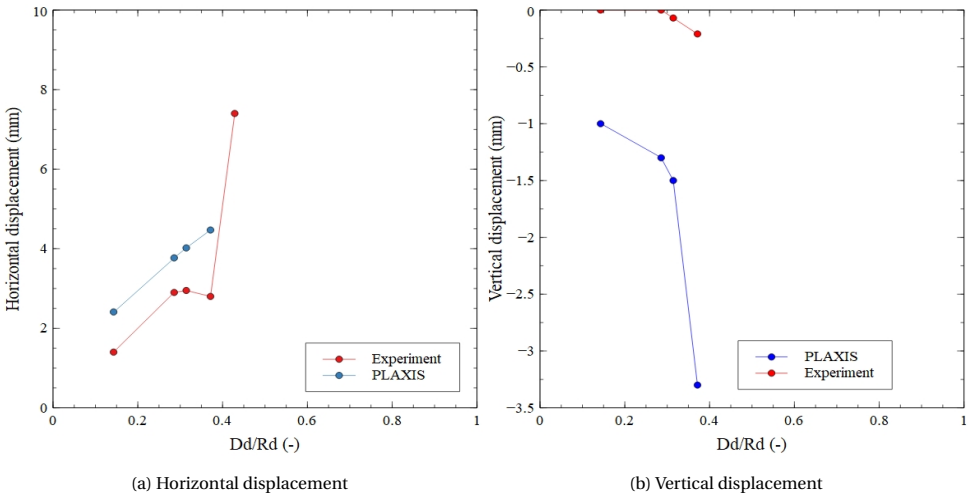 10
8
6
4
2
0
Horizontal displacement (mm)
0 0.2 0.4 0.6 0.8 1
Dd/Rd (-)
Experiment
PLAXIS
(a) Horizontal displacement
0
−0.5
−1
−1.5
−2
−2.5
−3
−3.5
Vertical displacement (mm)
0 0.2 0.4 0.6 0.8 1
Dd/Rd (-)
PLAXIS
Experiment
(b) Vertical displacement